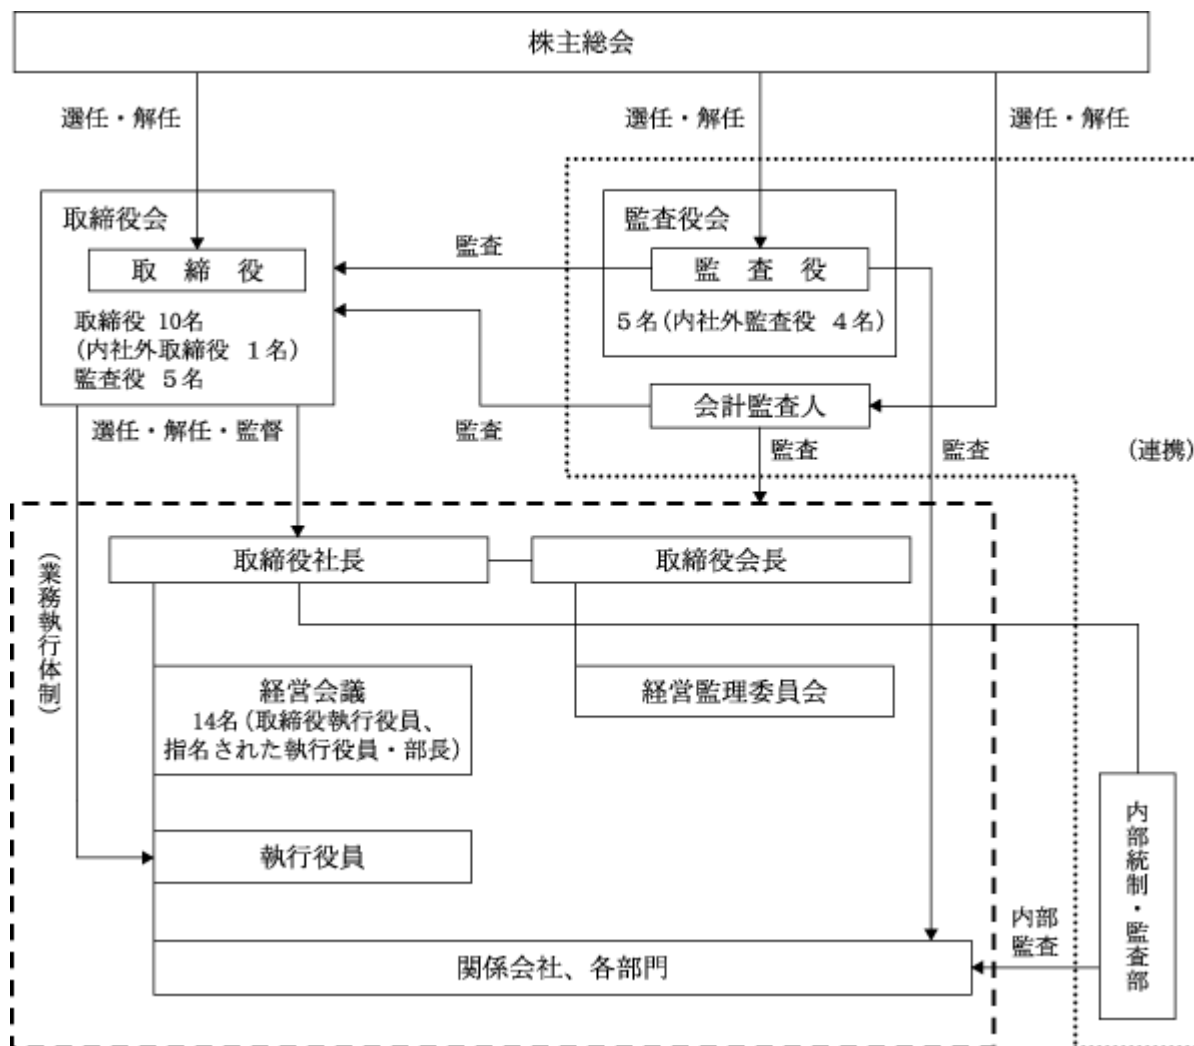 株主総会
選任・解任
選任・解任
選任・解任
取締役会
取締役
取締役 10名
(内社外取締役 1名)
監査役 5名
監査
監査役会
監査役
5名(内社外監査役 4名)
会計監査人
選任・解任・監督
監査
監査
監査
(連携)
(業務執行体制)
取締役社長
取締役会長
経営会議
14名(取締役執行役員、
指名された執行役員・部長)
経営監理委員会
執行役員
内部統制・監査部
内部
監査
関係会社、各部門